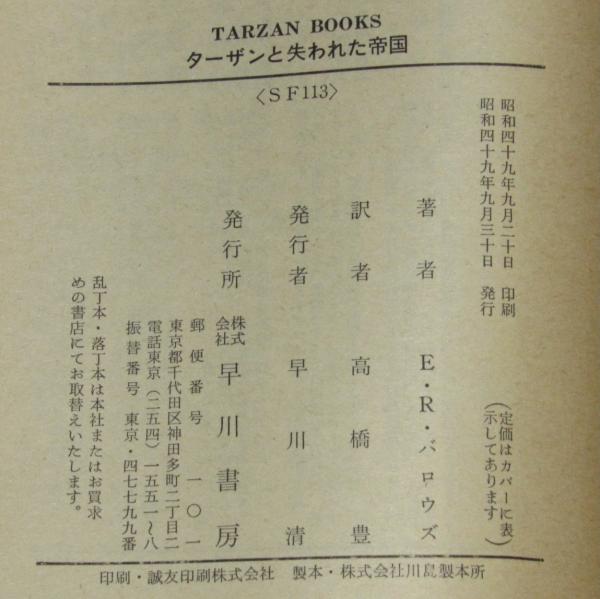 TARZAN BOOKS
ターザンと失われた帝国
〈SF113〉
昭和四十九年九月二十日 印刷
昭和四十九年九月三十日 発行
(定価はカバーに表
示してあります)
著者 E・R・バロウズ
訳者 高橋豊
発行者 早川清
発行所 株式会社 早川書房
郵便番号 一〇一
東京都千代田区神田多町二丁目二
電話東京(二五四)一五五一〜八
振替番号 東京・四七七九九番
乱丁本・落丁本は本社またはお買求
めの書店にてお取替えいたします。
印刷・誠友印刷株式会社 製本・株式会社川島製本所